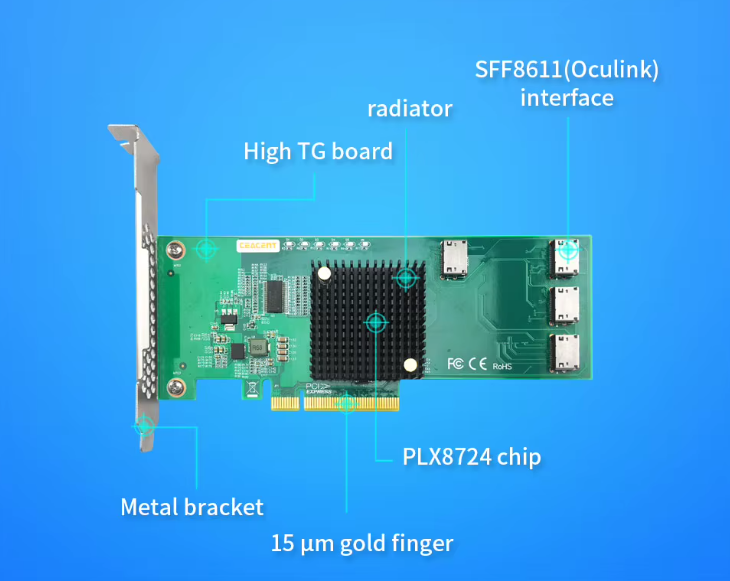 SFF8611(Oculink)
interface
radiator
High TG board
CEACENT
PCI
EXPRESS
FC CE RoHS
PLX8724 chip
Metal bracket
15 μm gold finger